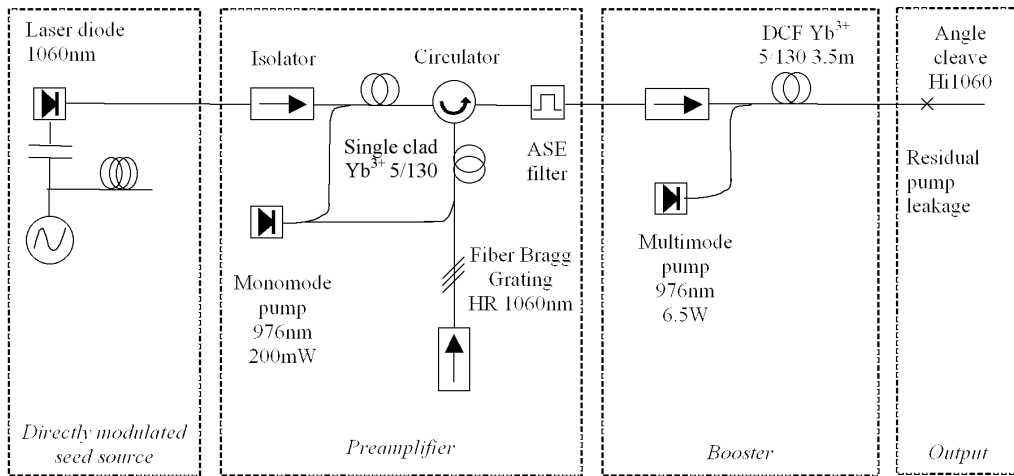 Laser diode
1060nm
Isolator
Circulator
DCF Yb³⁺
5/130 3.5m
Angle
cleave
Hi1060
Single clad
Yb³⁺ 5/130
ASE
filter
Residual
pump
leakage
Monomode
pump
976nm
200mW
Fiber Bragg
Grating
HR 1060nm
Multimode
pump
976nm
6.5W
Directly modulated
seed source
Preamplifier
Booster
Output